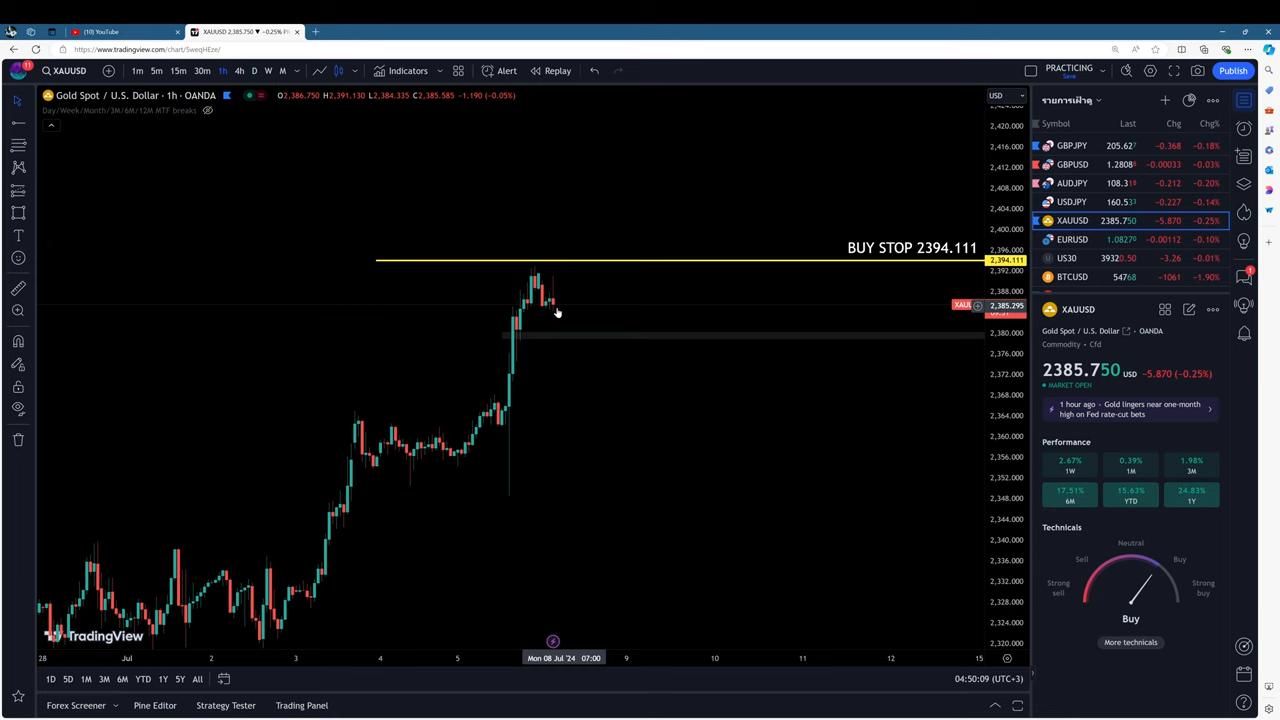 (10) YouTube
XAUUSD 2,385.750 ▼ −0.25%
https://www.tradingview.com/chart/5weqHEze/
11
XAUUSD
1m 5m 15m 30m 1h 4h D W M
Indicators
Alert
Replay
PRACTICING
Save
Publish
Gold Spot / U.S. Dollar · 1h · OANDA
O2,386.750 H2,391.130 L2,384.335 C2,385.585 −1.190 (−0.05%)
Day/Week/Month/3M/6M/12M MTF breaks
USD
2,424.000
2,420.000
2,416.000
2,412.000
2,408.000
2,404.000
2,400.000
2,396.000
BUY STOP 2394.111
2,394.111
2,392.000
2,388.000
2,385.295
2,380.000
2,376.000
2,372.000
2,368.000
2,364.000
2,360.000
2,356.000
2,352.000
2,348.000
2,344.000
2,340.000
2,336.000
2,332.000
2,328.000
2,324.000
2,320.000
TradingView
28 Jul 2 3 4 5 Mon 08 Jul '24 07:00 9 10 11 12 15
1D 5D 1M 3M 6M YTD 1Y 5Y All
04:50:09 (UTC+3)
Forex Screener
Pine Editor
Strategy Tester
Trading Panel
รายการเฝ้าดู
Symbol Last Chg Chg%
GBPJPY 205.627 −0.368 −0.18%
GBPUSD 1.28088 −0.00033 −0.03%
AUDJPY 108.318 −0.212 −0.20%
USDJPY 160.533 −0.227 −0.14%
XAUUSD 2385.750 −5.870 −0.25%
EURUSD 1.08270 −0.00112 −0.10%
US30 39320.50 −3.26 −0.01%
BTCUSD 54768 −1061 −1.90%
1
XAUUSD
Gold Spot / U.S. Dollar · OANDA
Commodity · Cfd
2385.750 USD −5.870 (−0.25%)
MARKET OPEN
1 hour ago · Gold lingers near one-month
high on Fed rate-cut bets
Performance
2.67% 0.39% 1.98%
1W 1M 3M
17.51% 15.63% 24.83%
6M YTD 1Y
Technicals
Neutral
Sell Buy
Strong sell
Strong buy
Buy
More technicals